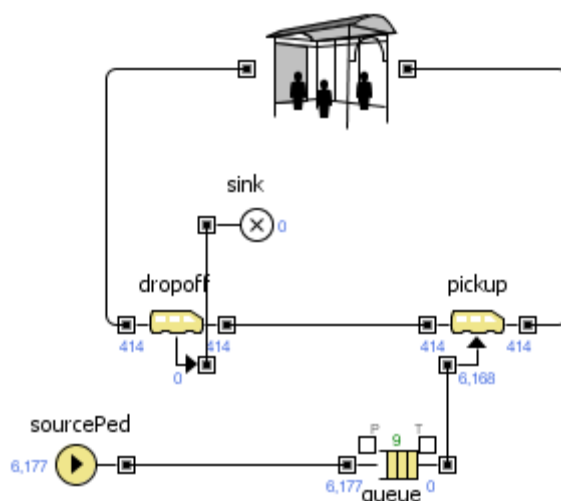 sink
0
dropoff
pickup
414
414
414
414
0
6,168
sourcePed
P
9
T
6,177
6,177
0
queue